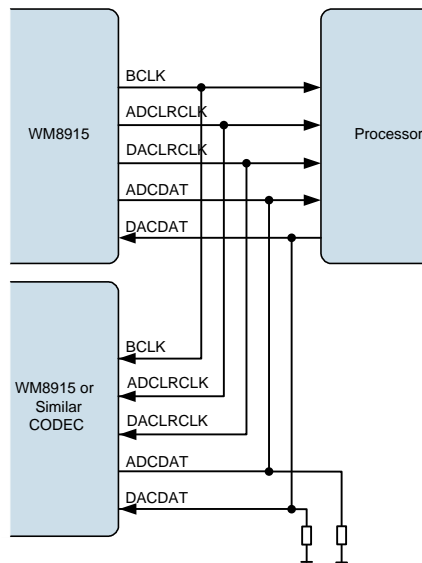 BCLK
ADCLRCLK
WM8915
Processor
DACLRCLK
ADCDAT
DACDAT
BCLK
WM8915 or
Similar
CODEC
ADCLRCLK
DACLRCLK
ADCDAT
DACDAT